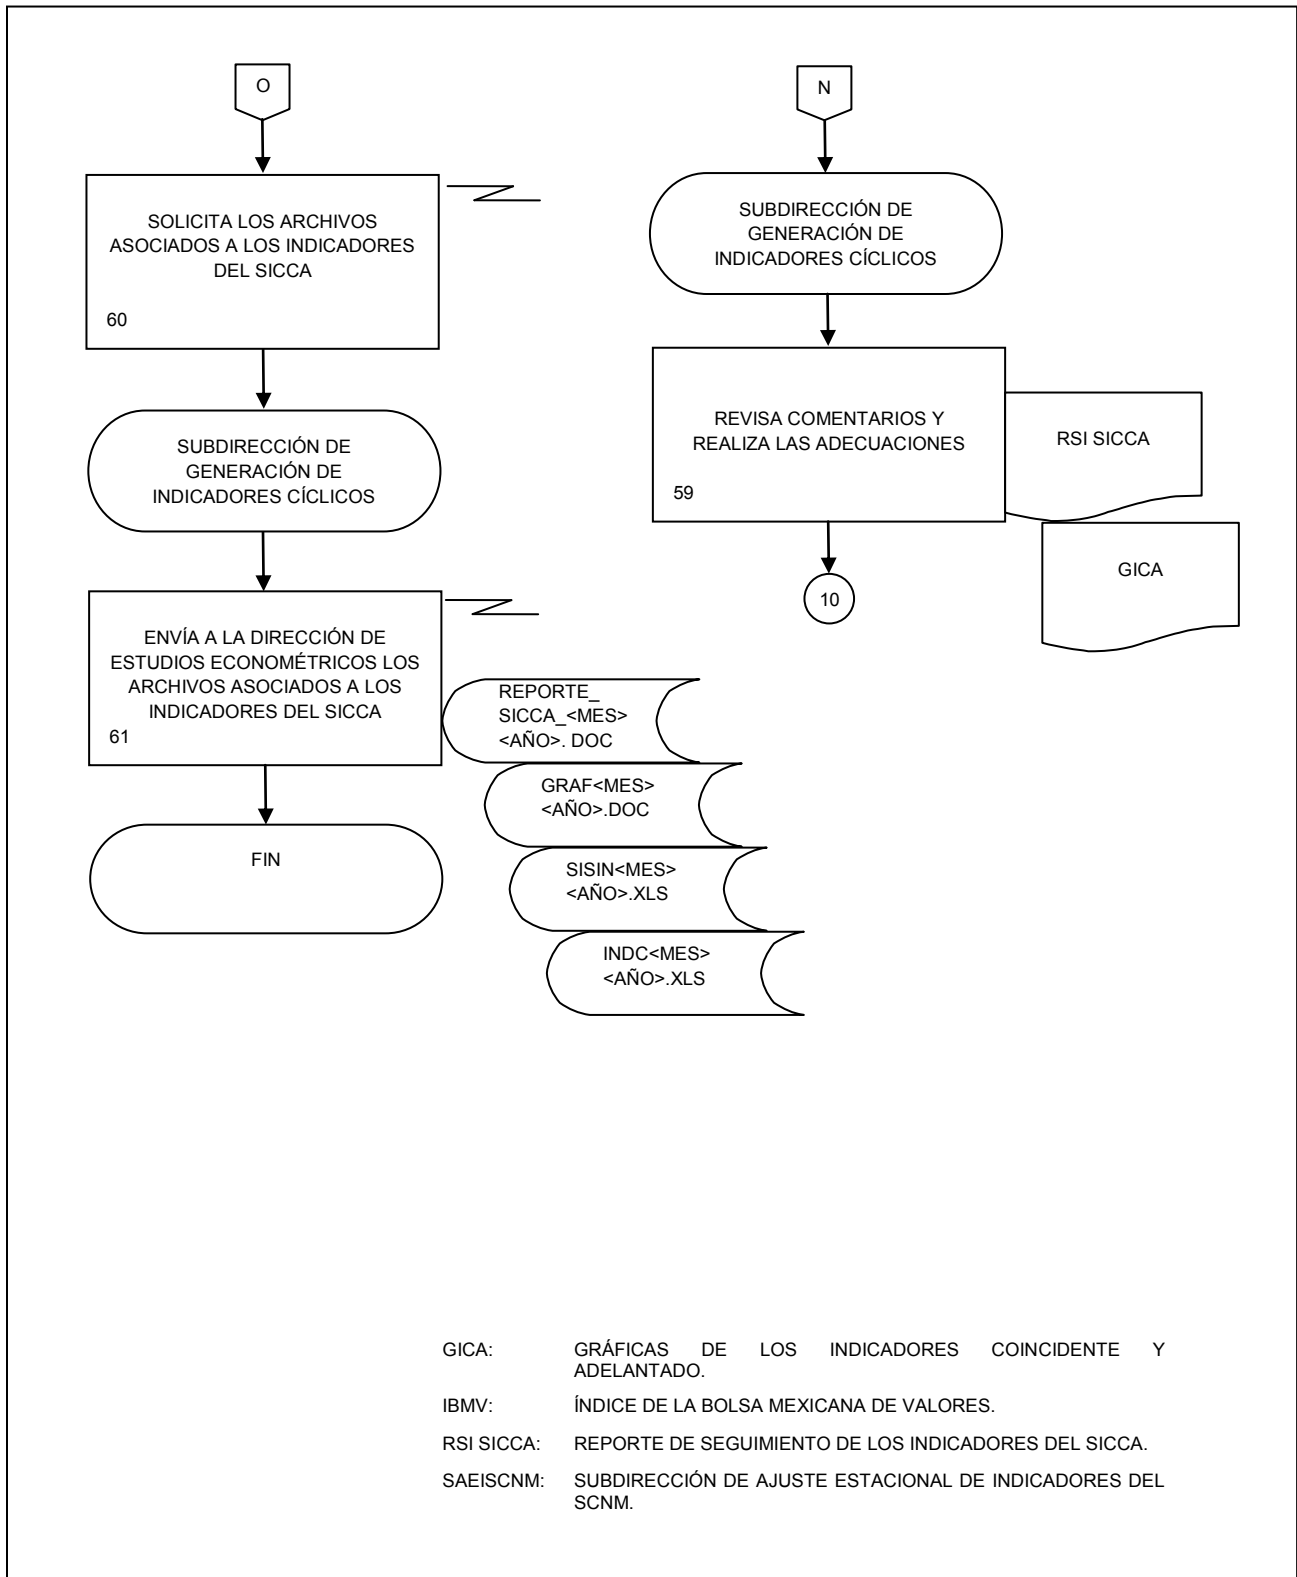 O
SOLICITA LOS ARCHIVOS
ASOCIADOS A LOS INDICADORES
DEL SICCA
60
SUBDIRECCIÓN DE
GENERACIÓN DE
INDICADORES CÍCLICOS
ENVÍA A LA DIRECCIÓN DE
ESTUDIOS ECONOMÉTRICOS LOS
ARCHIVOS ASOCIADOS A LOS
INDICADORES DEL SICCA
61
REPORTE_
SICCA_<MES>
<AÑO>. DOC
GRAF<MES>
<AÑO>.DOC
SISIN<MES>
<AÑO>.XLS
INDC<MES>
<AÑO>.XLS
FIN
N
SUBDIRECCIÓN DE
GENERACIÓN DE
INDICADORES CÍCLICOS
REVISA COMENTARIOS Y
REALIZA LAS ADECUACIONES
59
RSI SICCA
GICA
10
GICA: GRÁFICAS DE LOS INDICADORES COINCIDENTE Y
ADELANTADO.
IBMV: ÍNDICE DE LA BOLSA MEXICANA DE VALORES.
RSI SICCA: REPORTE DE SEGUIMIENTO DE LOS INDICADORES DEL SICCA.
SAEISCNM: SUBDIRECCIÓN DE AJUSTE ESTACIONAL DE INDICADORES DEL
SCNM.